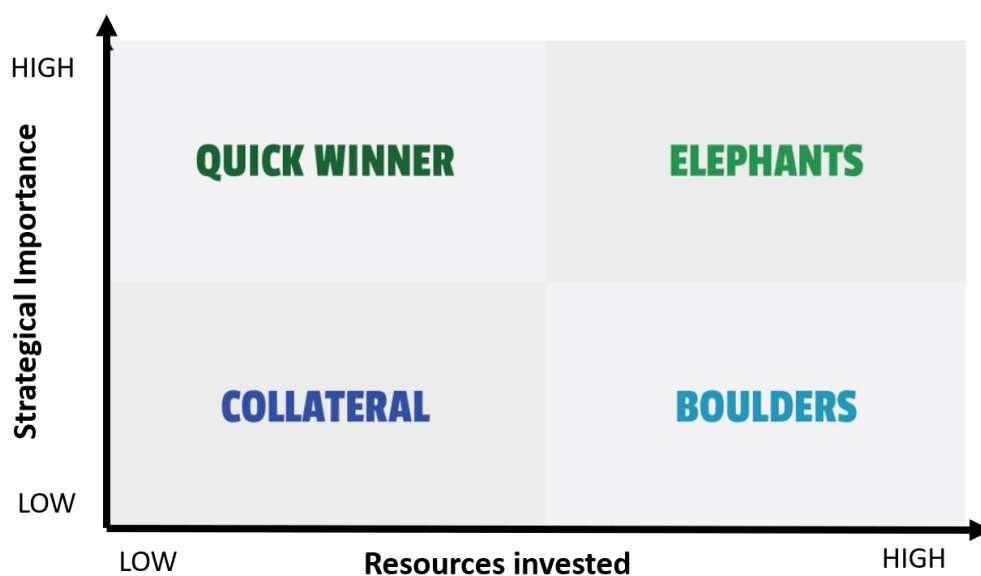 HIGH
QUICK WINNER
ELEPHANTS
Strategical Importance
COLLATERAL
BOULDERS
LOW
LOW
Resources invested
HIGH